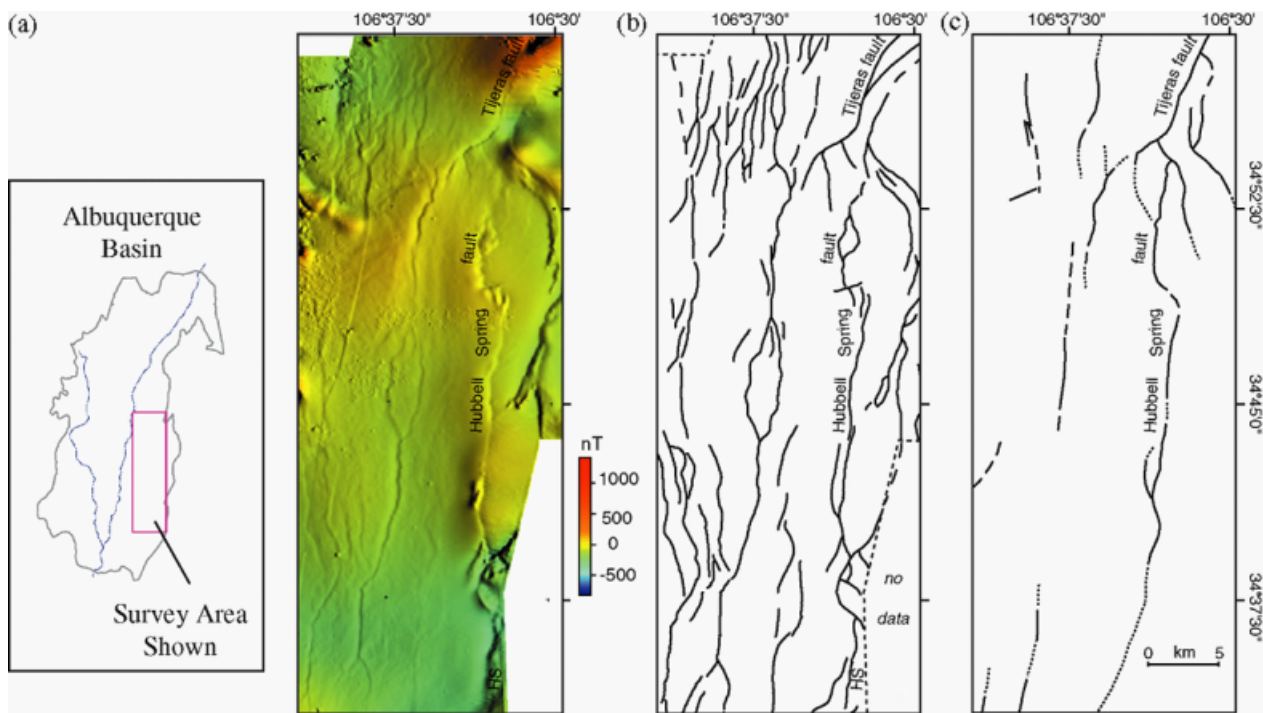 (a)
106°37'30"
106°30"
(b)
106°37'30"
106°30"
(c)
106°37'30"
106°30"
Albuquerque
Basin
Survey Area
Shown
Tijeras fault
fault
Spring
Hubbell
HS
nT
1000
500
0
-500
Tijeras fault
fault
Spring
Hubbell
HS
no
data
Tijeras fault
fault
Spring
Hubbell
34°52'30"
34°45'0"
34°37'30"
0 km 5